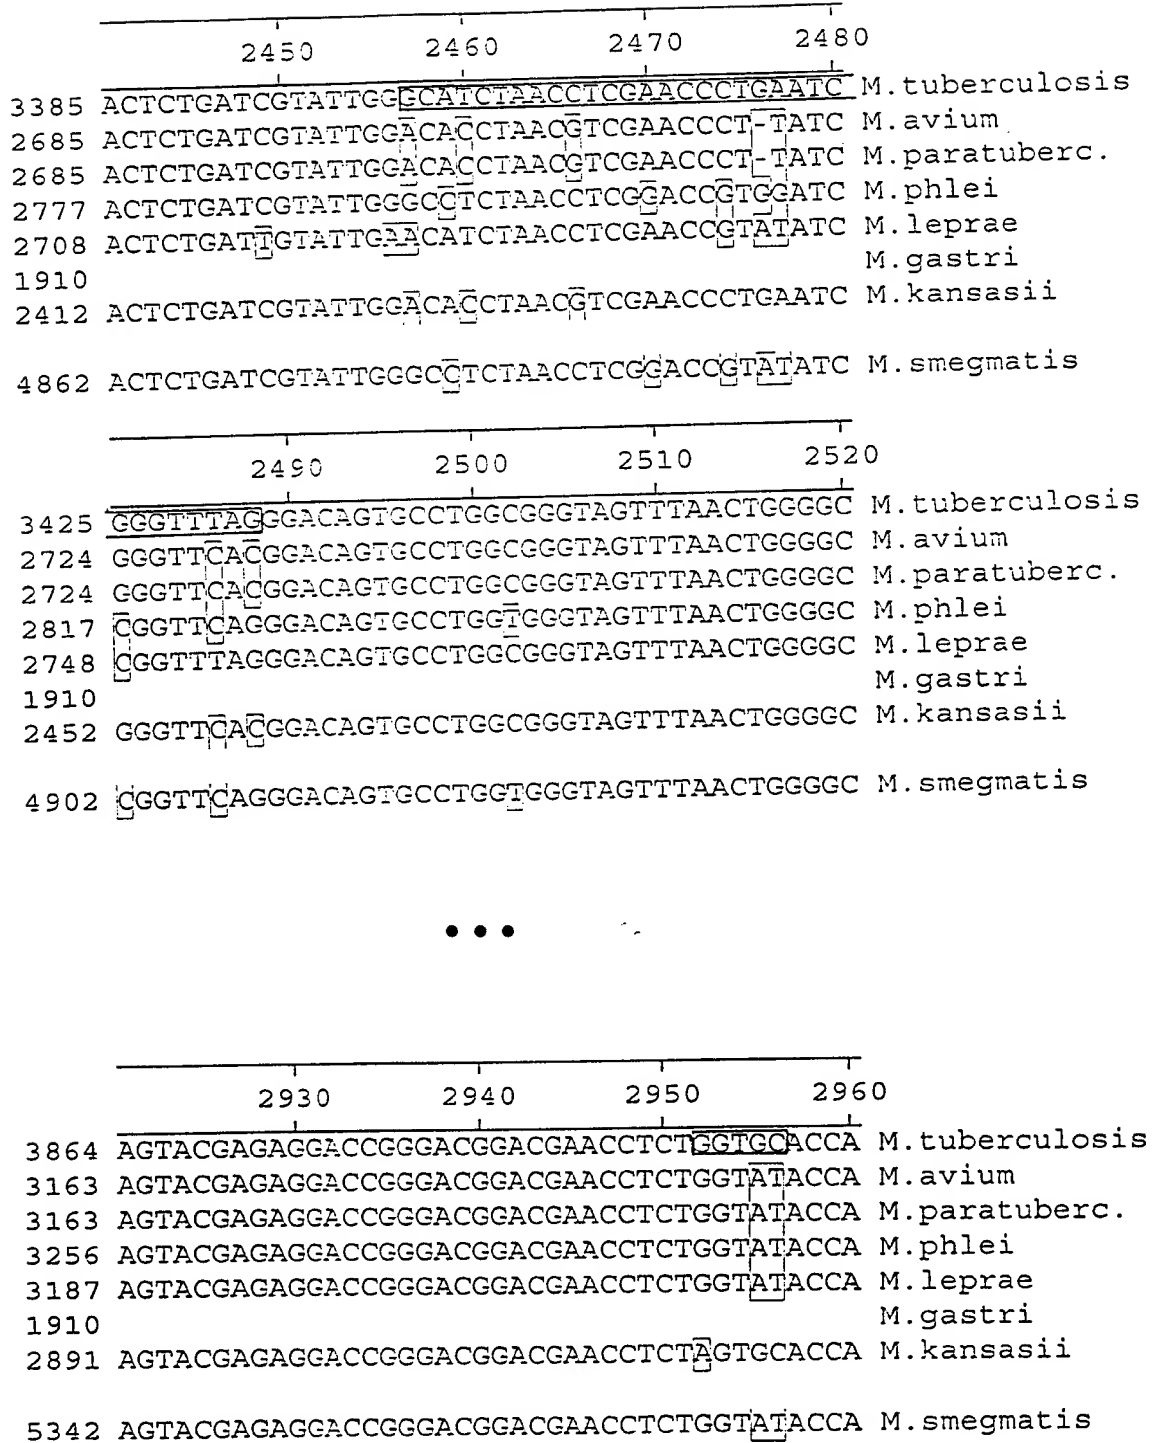 2450 2460 2470 2480
3385 ACTCTGATCGTATTGGGCATCTAACCTCGAACCCTGAATC M.tuberculosis
2685 ACTCTGATCGTATTGGACACCTAACGTCGAACCCT-TATC M.avium
2685 ACTCTGATCGTATTGGACACCTAACGTCGAACCCT-TATC M.paratuberc.
2777 ACTCTGATCGTATTGGGCCTCTAACCTCGGACCGTGGATC M.phlei
2708 ACTCTGATTGTATTGAACATCTAACCTCGAACCGTATATC M.leprae
1910 M.gastri
2412 ACTCTGATCGTATTGGACACCTAACGTCGAACCCTGAATC M.kansasii
4862 ACTCTGATCGTATTGGGCCTCTAACCTCGGACCGTATATC M.smegmatis
2490 2500 2510 2520
3425 GGGTTTAGGGACAGTGCCTGGCGGGTAGTTTAACTGGGGC M.tuberculosis
2724 GGGTTCACGGACAGTGCCTGGCGGGTAGTTTAACTGGGGC M.avium
2724 GGGTTCACGGACAGTGCCTGGCGGGTAGTTTAACTGGGGC M.paratuberc.
2817 CGGTTCAGGGACAGTGCCTGGTGGGTAGTTTAACTGGGGC M.phlei
2748 CGGTTTAGGGACAGTGCCTGGCGGGTAGTTTAACTGGGGC M.leprae
1910 M.gastri
2452 GGGTTCACGGACAGTGCCTGGCGGGTAGTTTAACTGGGGC M.kansasii
4902 CGGTTCAGGGACAGTGCCTGGTGGGTAGTTTAACTGGGGC M.smegmatis
• • •
2930 2940 2950 2960
3864 AGTACGAGAGGACCGGGACGGACGAACCTCTGGTGCACCA M.tuberculosis
3163 AGTACGAGAGGACCGGGACGGACGAACCTCTGGTATACCA M.avium
3163 AGTACGAGAGGACCGGGACGGACGAACCTCTGGTATACCA M.paratuberc.
3256 AGTACGAGAGGACCGGGACGGACGAACCTCTGGTATACCA M.phlei
3187 AGTACGAGAGGACCGGGACGGACGAACCTCTGGTATACCA M.leprae
1910 M.gastri
2891 AGTACGAGAGGACCGGGACGGACGAACCTCTAGTGCACCA M.kansasii
5342 AGTACGAGAGGACCGGGACGGACGAACCTCTGGTATACCA M.smegmatis